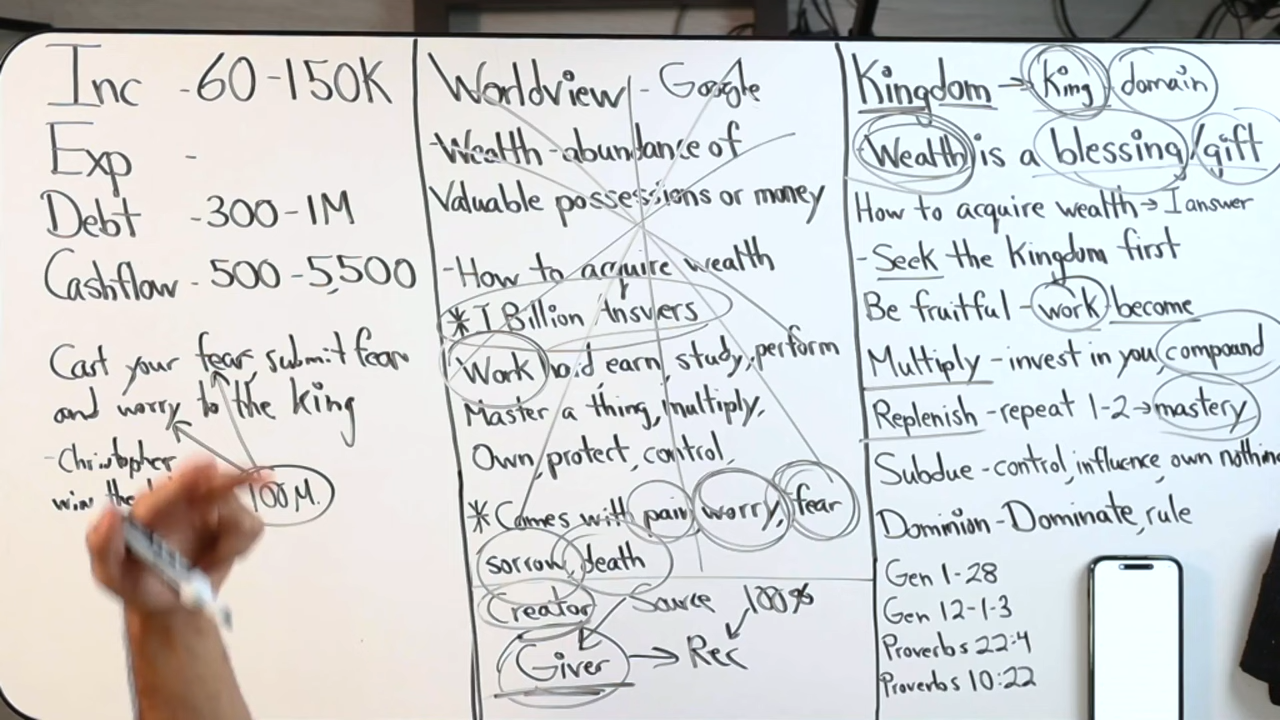 Inc - 60-150K
Exp -
Debt - 300-1M
Cashflow - 500-5,500
Cast your fear, submit fear
and worry to the king
- Christopher
win the
100M.
Worldview - Google
- Wealth - abundance of
Valuable possessions or money
- How to acquire wealth
* 1 Billion Answers
Work hard earn, study, perform
Master a thing, multiply,
Own, protect, control,
* Comes with pain, worry, fear
sorrow, death
Creator Source 100%
Giver → Rec
Kingdom → King domain
- Wealth is a blessing/gift
How to acquire wealth → 1 answer
- Seek the Kingdom first
Be fruitful - work become
Multiply - invest in you, compound
Replenish - repeat 1-2 → mastery
Subdue - control, influence, own nothing
Dominion - Dominate, rule
Gen 1-28
Gen 12-1-3
Proverbs 22:4
Proverbs 10:22